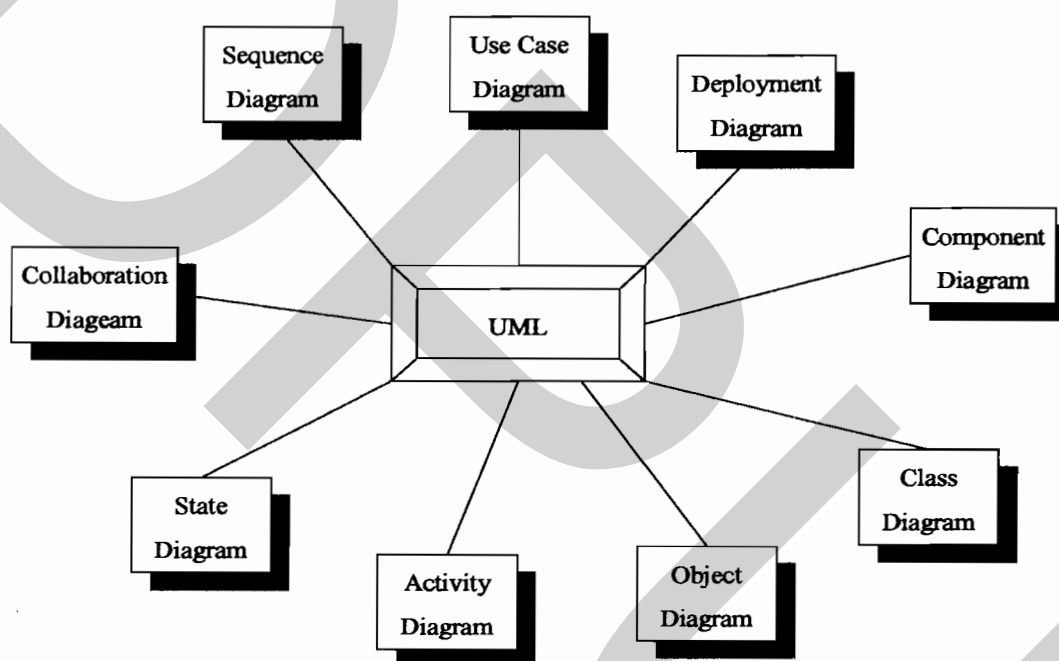 Use Case
Diagram
Sequence
Diagram
Deployment
Diagram
Component
Diagram
Collaboration
Diageam
UML
State
Diagram
Class
Diagram
Activity
Diagram
Object
Diagram